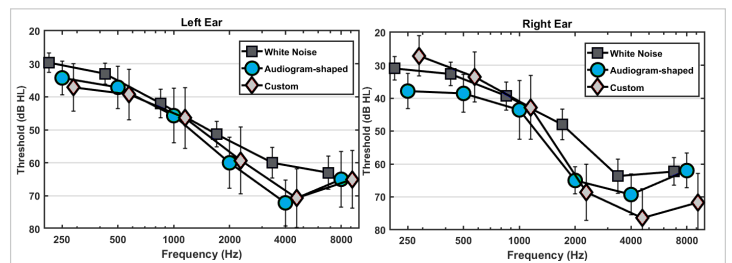 Left Ear
20
30
40
50
60
70
80
Threshold (dB HL)
White Noise
Audiogram-shaped
Custom
250
500
1000
2000
4000
8000
Frequency (Hz)
Right Ear
20
30
40
50
60
70
80
Threshold (dB HL)
White Noise
Audiogram-shaped
Custom
250
500
1000
2000
4000
8000
Frequency (Hz)